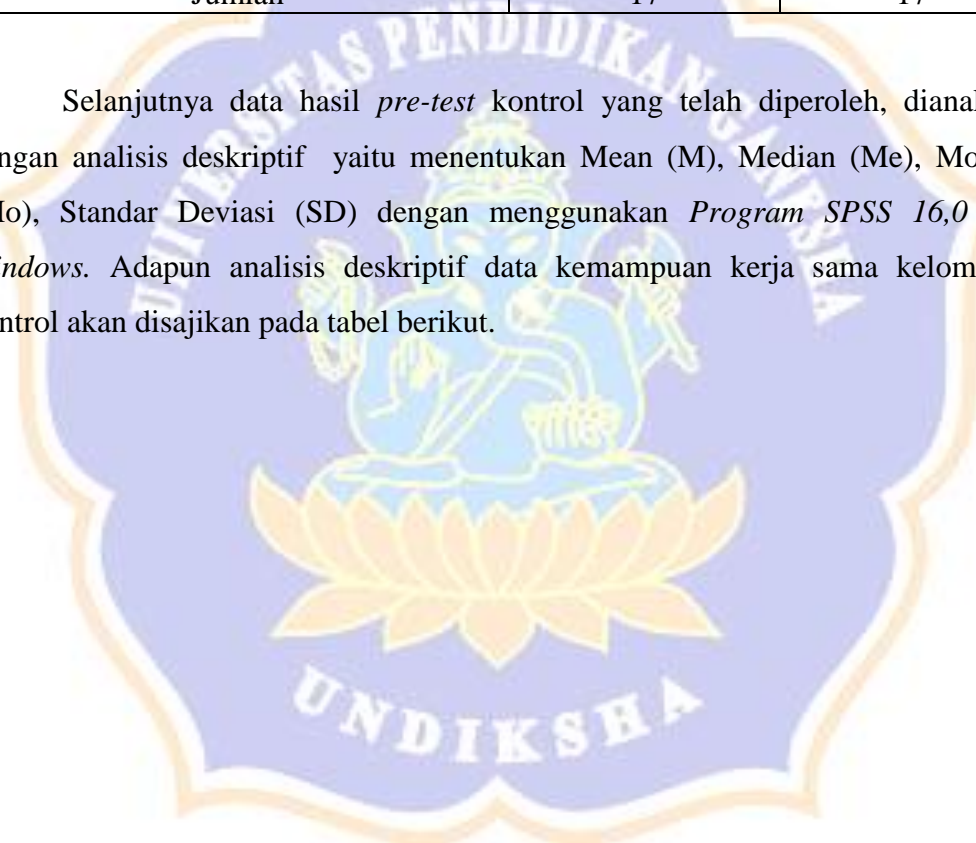 Jumlah 17 17
UNIVERSITAS PENDIDIKAN GANESHA
Selanjutnya data hasil pre-test kontrol yang telah diperoleh, dianal
ngan analisis deskriptif yaitu menentukan Mean (M), Median (Me), Mo
Io), Standar Deviasi (SD) dengan menggunakan Program SPSS 16,0
indows. Adapun analisis deskriptif data kemampuan kerja sama kelom
ntrol akan disajikan pada tabel berikut.
UNDIKSHA